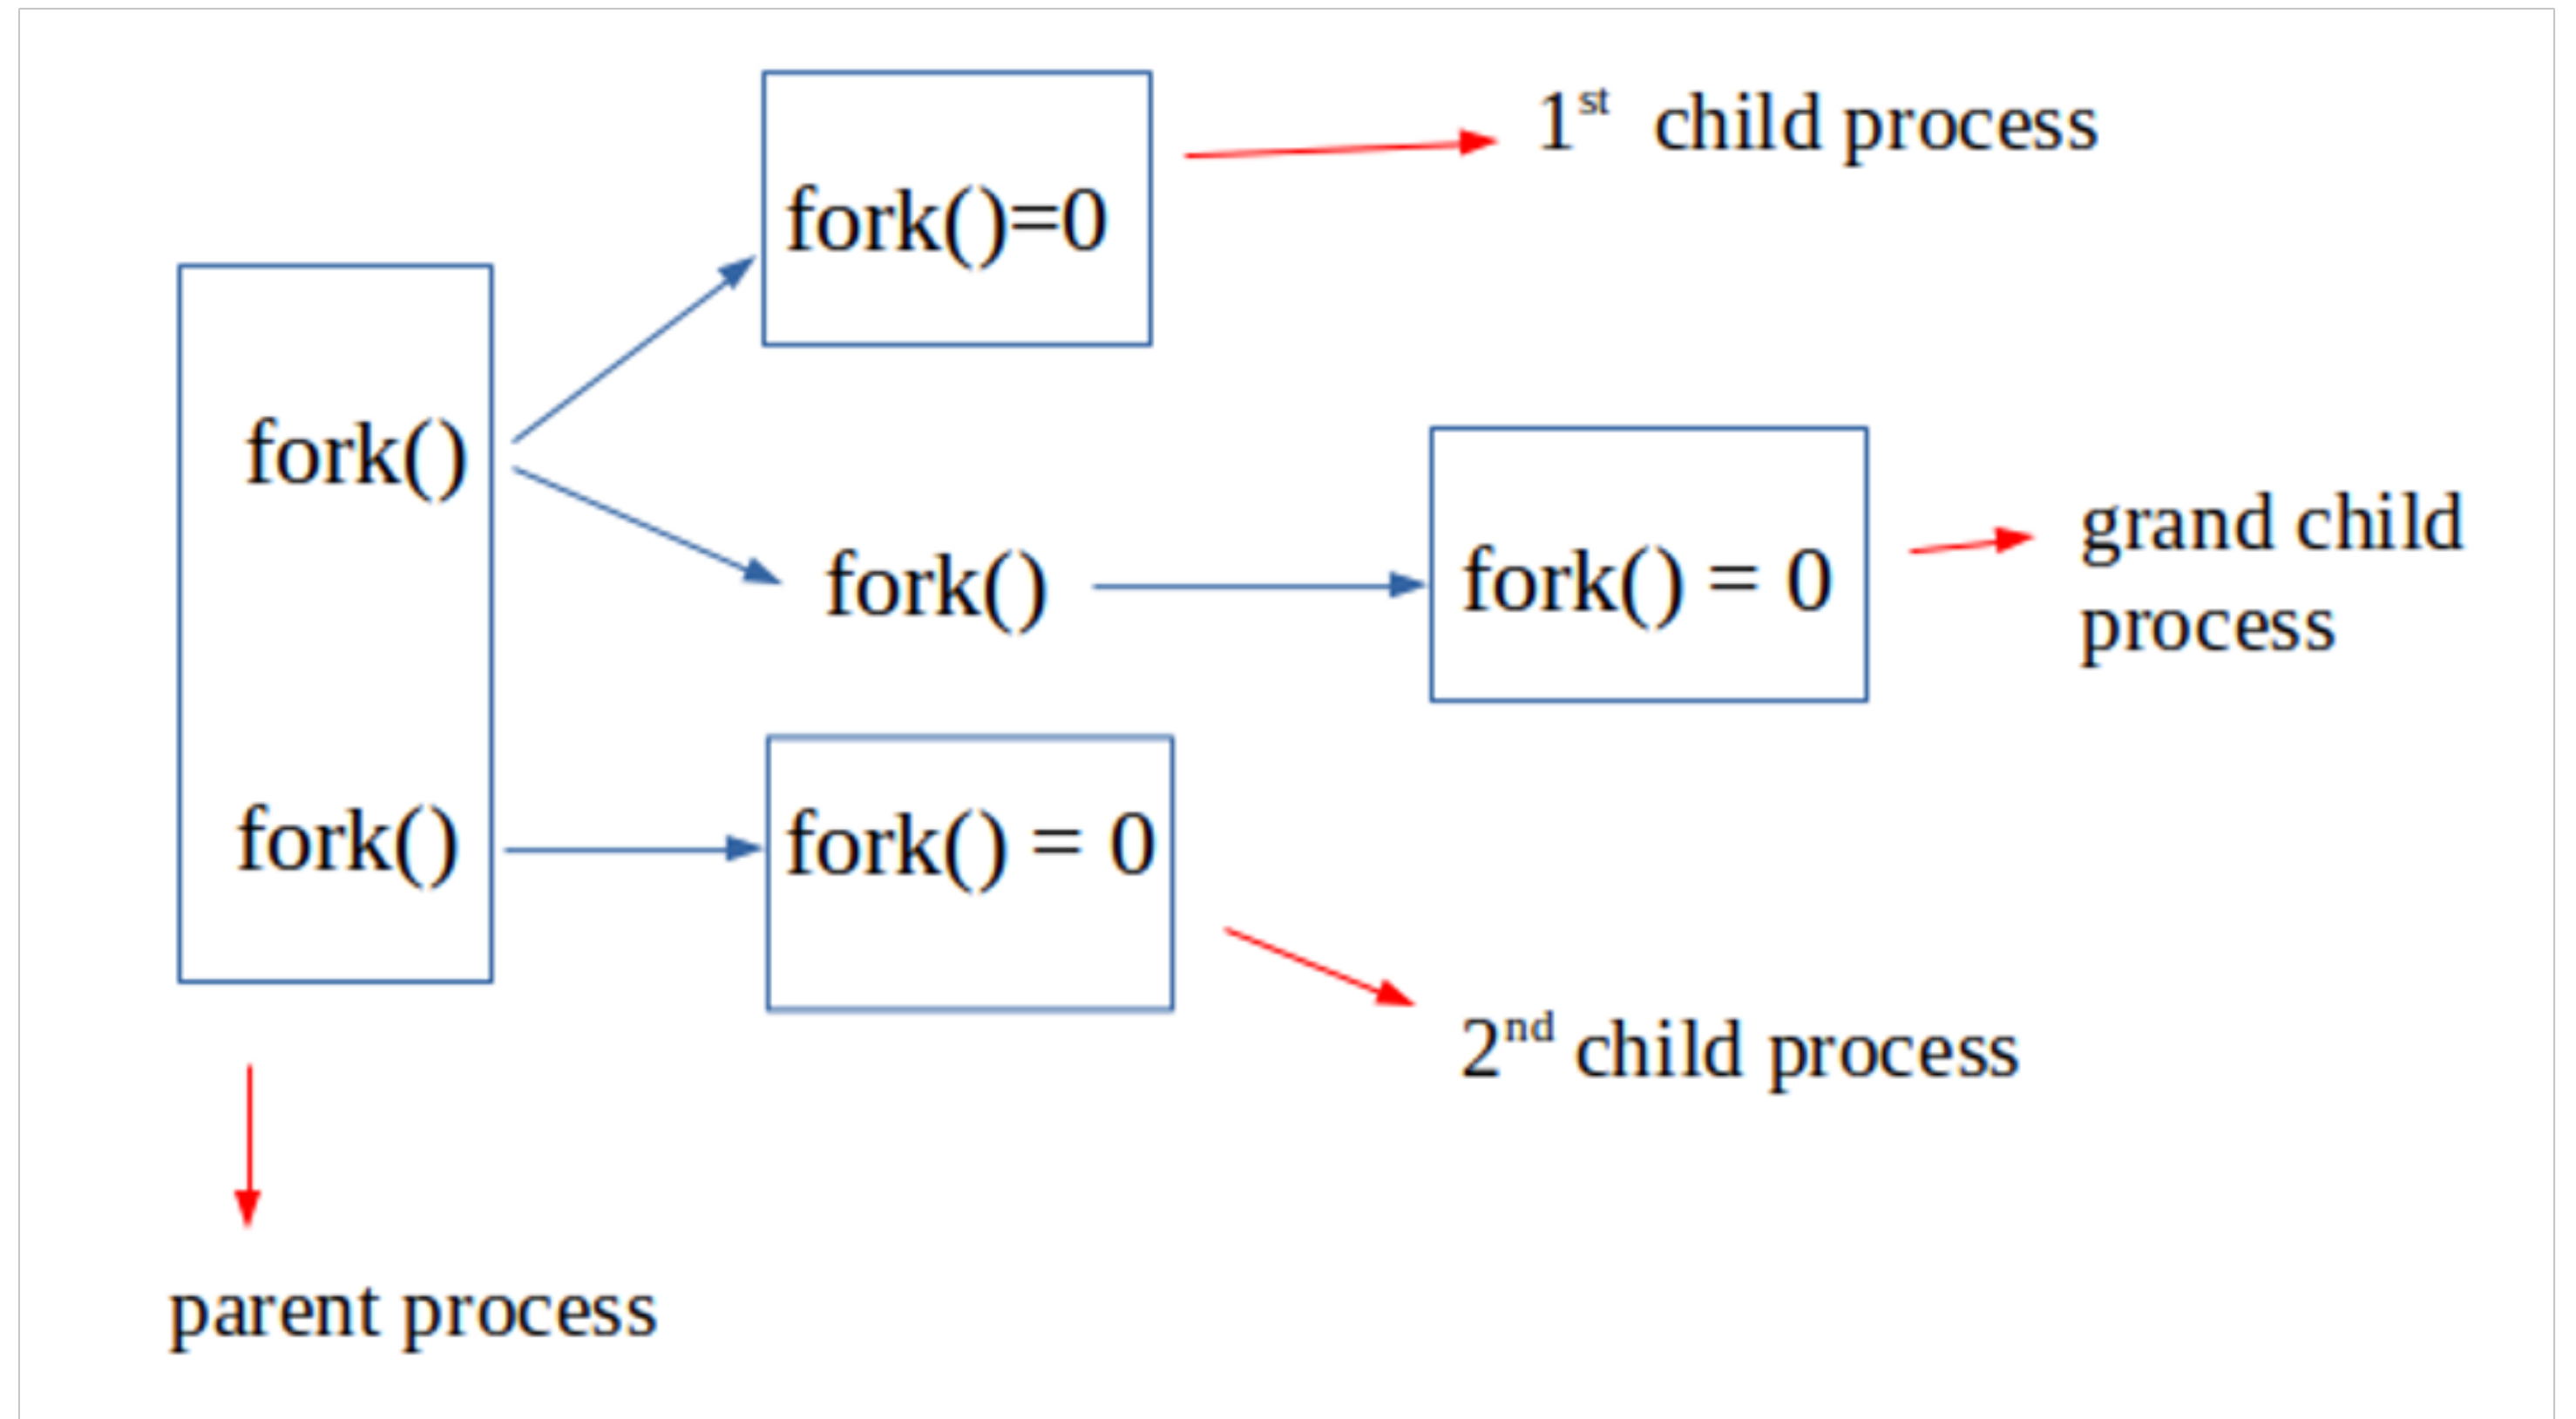 1st child process
fork()=0
fork()
fork()
fork() = 0
grand child
process
fork()
fork() = 0
2nd child process
parent process